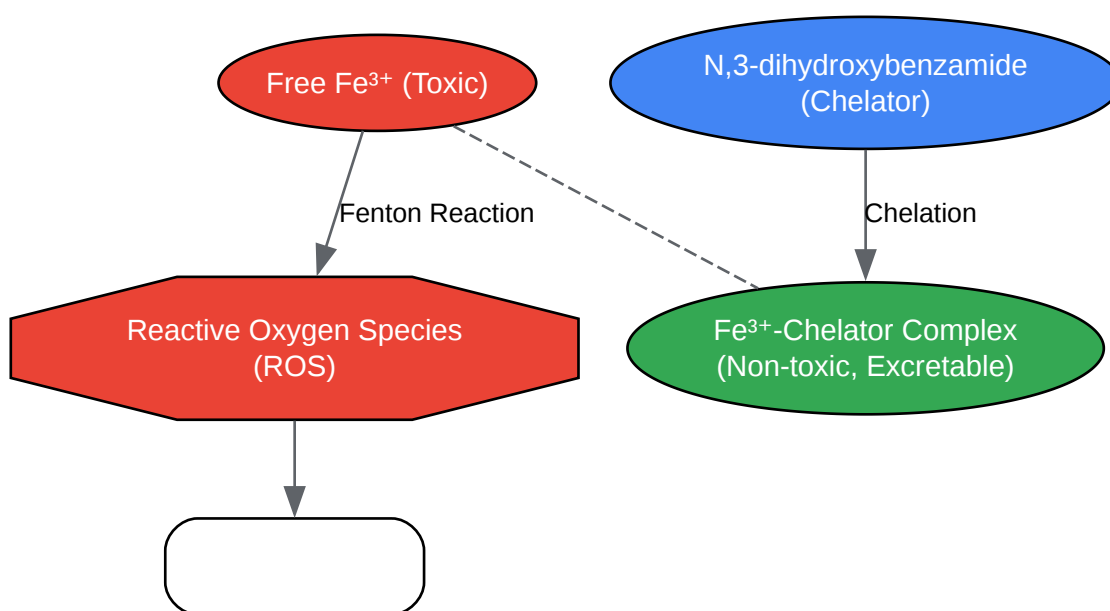 Free Fe³⁺ (Toxic)
N,3-dihydroxybenzamide
(Chelator)
Fenton Reaction
Chelation
Reactive Oxygen Species
(ROS)
Fe³⁺-Chelator Complex
(Non-toxic, Excretable)